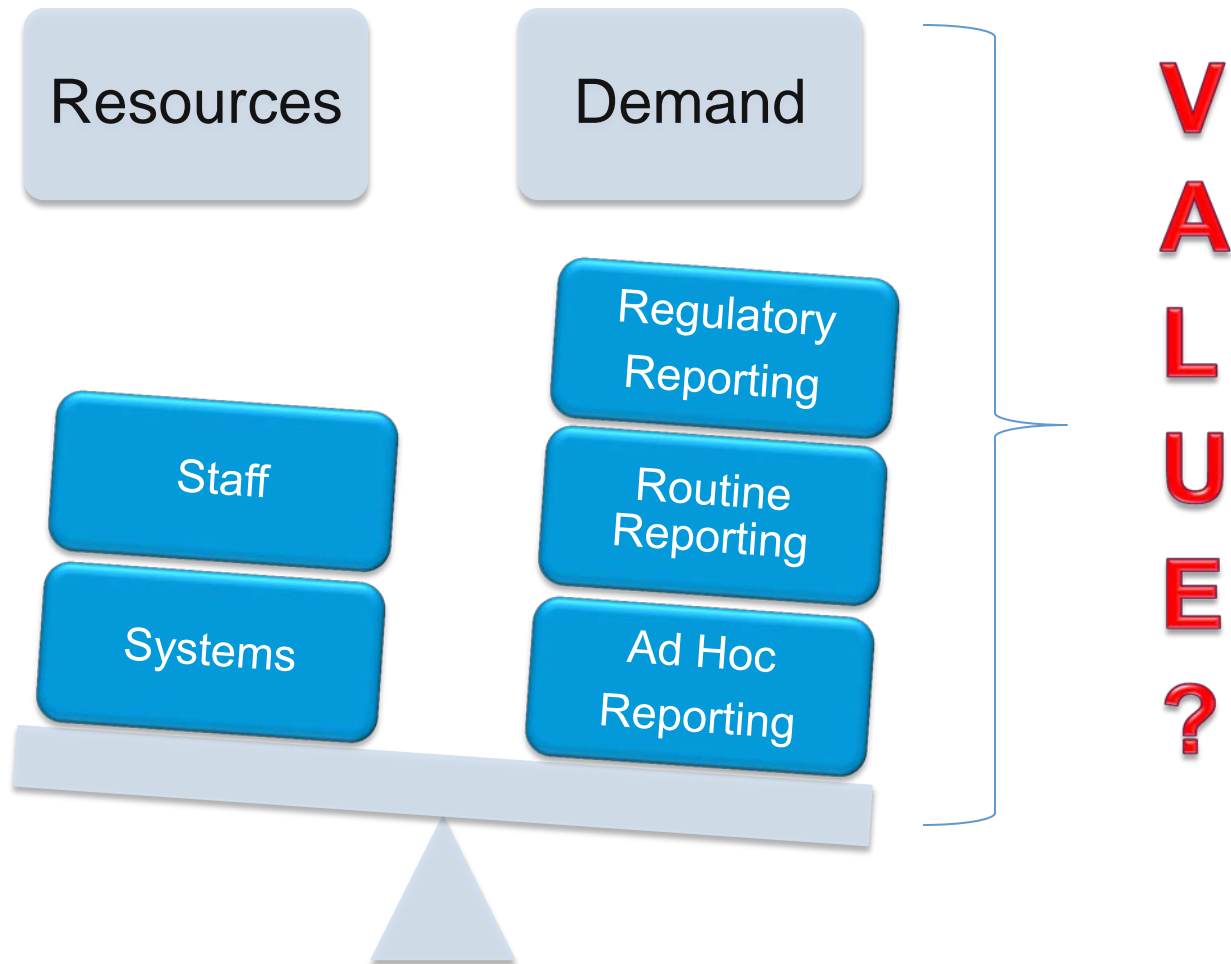 Resources
Demand
Regulatory
Reporting
Routine
Reporting
Ad Hoc
Reporting
Staff
Systems
V
A
L
U
E
?